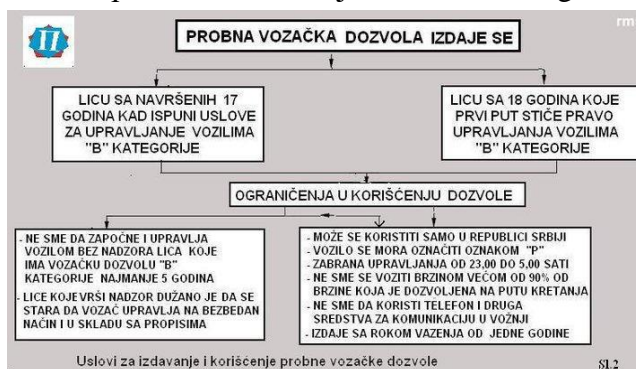 rm
П
PROBNA VOZAČKA DOZVOLA IZDAJE SE
LICU SA NAVRŠENIH 17
GODINA KAD ISPUNI USLOVE
ZA UPRAVLJANJE VOZILIMA
"B" KATEGORIJE
LICU SA 18 GODINA KOJE
PRVI PUT STIČE PRAVO
UPRAVLJANJA VOZILIMA
"B" KATEGORIJE
OGRANIČENJA U KORIŠĆENJU DOZVOLE
- NE SME DA ZAPOČNE I UPRAVLJA
VOZILOM BEZ NADZORA LICA KOJE
IMA VOZAČKU DOZVOLU "B"
KATEGORIJE NAJMANJE 5 GODINA
- LICE KOJE VRŠI NADZOR DUŽANO JE DA SE
STARA DA VOZAČ UPRAVLJA NA BEZBEDAN
NAČIN I U SKLADU SA PROPISIMA
- MOŽE SE KORISTITI SAMO U REPUBLICI SRBIJI
- VOZILO SE MORA OZNAČITI OZNAKOM "P"
- ZABRANA UPRAVLJANJA OD 23,00 DO 5,00 SATI
- NE SME SE VOZITI BRZINOM VEĆOM OD 90% OD
BRZINE KOJA JE DOZVOLJENA NA PUTU KRETANJA
- NE SME DA KORISTI TELEFON I DRUGA
SREDSTVA ZA KOMUNIKACIJU U VOŽNJI
- IZDAJE SA ROKOM VAZENJA OD JEDNE GODINE
Uslovi za izdavanje i korišćenje probne vozačke dozvole
Sl.2